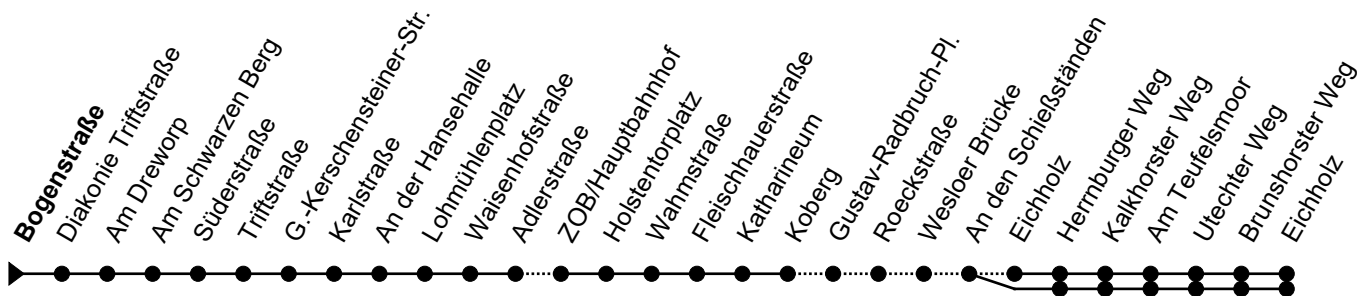 Bogenstraße
Diakonie Triftstraße
Am Dreworp
Am Schwarzen Berg
Süderstraße
Triftstraße
G.-Kerschensteiner-Str.
Karlstraße
An der Hansehalle
Lohmühlenplatz
Waisenhofstraße
Adlerstraße
ZOB/Hauptbahnhof
Holstentorplatz
Wahmstraße
Fleischhauerstraße
Katharineum
Koberg
Gustav-Radbruch-Pl.
Roeckstraße
Wesloer Brücke
An den Schießständen
Eichholz
Herrnburger Weg
Kalkhorster Weg
Am Teufelsmoor
Utechter Weg
Brunshorster Weg
Eichholz